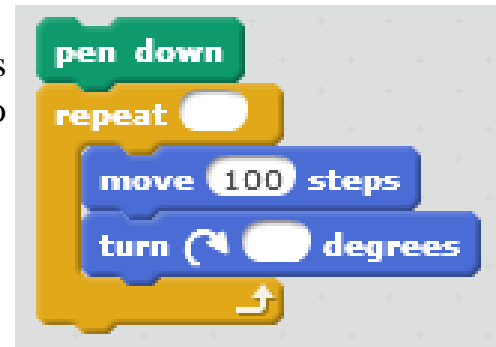 pen down
s
repeat
o
move 100 steps
turn degrees